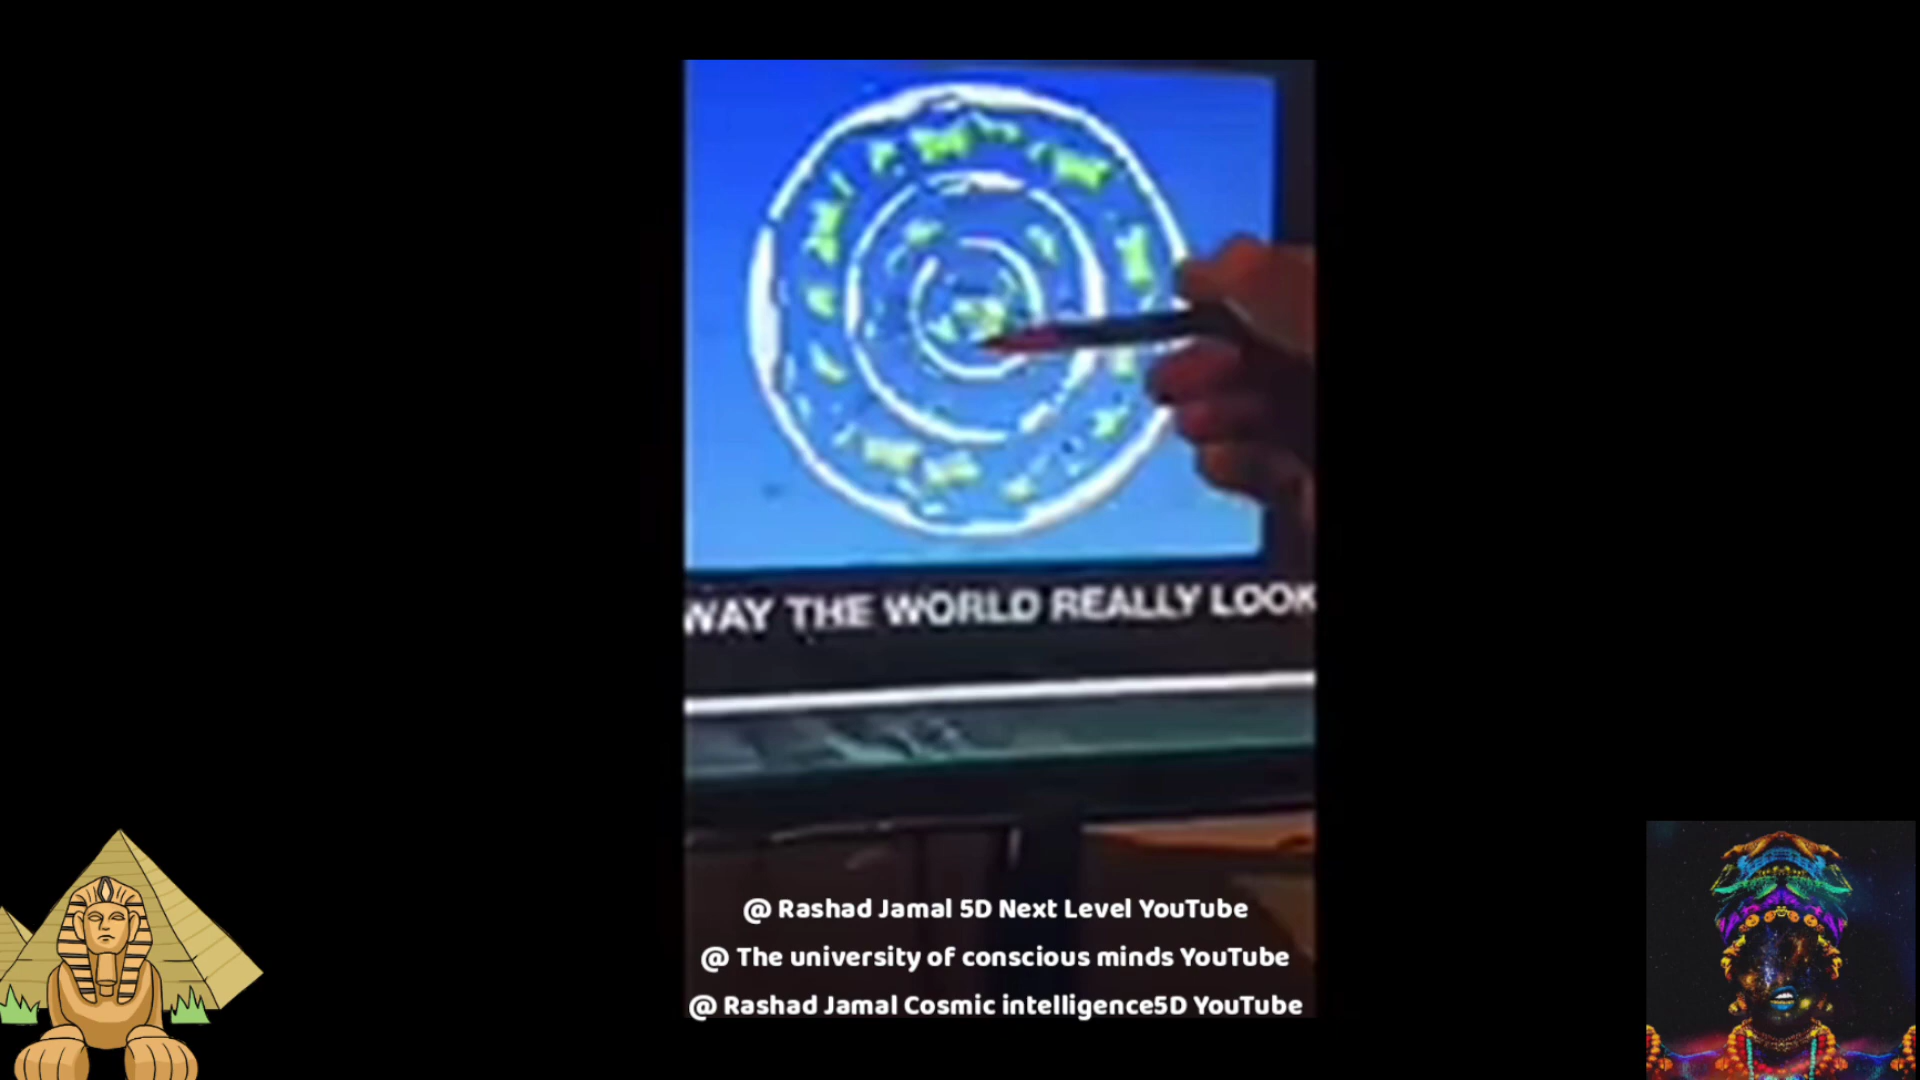 WAY THE WORLD REALLY LOOK
@ Rashad Jamal 5D Next Level YouTube
@ The university of conscious minds YouTube
@ Rashad Jamal Cosmic intelligence5D YouTube